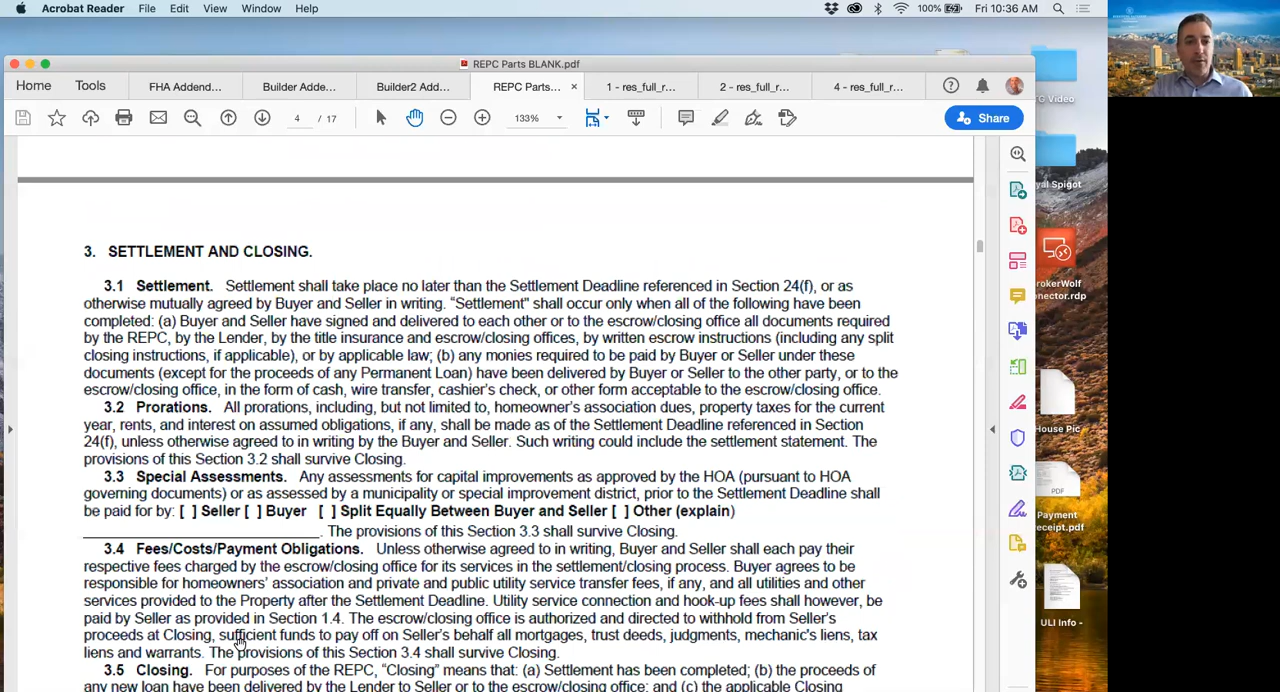 Acrobat Reader File Edit View Window Help 100% Fri 10:36 AM
REPC Parts BLANK.pdf
Home Tools FHA Addend... Builder Adde... Builder2 Add... REPC Parts... × 1 - res_full_r... 2 - res_full_r... 4 - res_full_r...
4 / 17 133% Share
3. SETTLEMENT AND CLOSING.
3.1 Settlement. Settlement shall take place no later than the Settlement Deadline referenced in Section 24(f), or as
otherwise mutually agreed by Buyer and Seller in writing. “Settlement" shall occur only when all of the following have been
completed: (a) Buyer and Seller have signed and delivered to each other or to the escrow/closing office all documents required
by the REPC, by the Lender, by the title insurance and escrow/closing offices, by written escrow instructions (including any split
closing instructions, if applicable), or by applicable law; (b) any monies required to be paid by Buyer or Seller under these
documents (except for the proceeds of any Permanent Loan) have been delivered by Buyer or Seller to the other party, or to the
escrow/closing office, in the form of cash, wire transfer, cashier's check, or other form acceptable to the escrow/closing office.
3.2 Prorations. All prorations, including, but not limited to, homeowner's association dues, property taxes for the current
year, rents, and interest on assumed obligations, if any, shall be made as of the Settlement Deadline referenced in Section
24(f), unless otherwise agreed to in writing by the Buyer and Seller. Such writing could include the settlement statement. The
provisions of this Section 3.2 shall survive Closing.
3.3 Special Assessments. Any assessments for capital improvements as approved by the HOA (pursuant to HOA
governing documents) or as assessed by a municipality or special improvement district, prior to the Settlement Deadline shall
be paid for by: [ ] Seller [ ] Buyer [ ] Split Equally Between Buyer and Seller [ ] Other (explain)
. The provisions of this Section 3.3 shall survive Closing.
3.4 Fees/Costs/Payment Obligations. Unless otherwise agreed to in writing, Buyer and Seller shall each pay their
respective fees charged by the escrow/closing office for its services in the settlement/closing process. Buyer agrees to be
responsible for homeowners' association and private and public utility service transfer fees, if any, and all utilities and other
services provided to the Property after the Settlement Deadline. Utility service connection and hook-up fees shall however, be
paid by Seller as provided in Section 1.4. The escrow/closing office is authorized and directed to withhold from Seller's
proceeds at Closing, sufficient funds to pay off on Seller's behalf all mortgages, trust deeds, judgments, mechanic's liens, tax
liens and warrants. The provisions of this Section 3.4 shall survive Closing.
3.5 Closing. For purposes of the REPC, “Closing” means that: (a) Settlement has been completed; (b) the proceeds of
any new loan have been delivered by the Lender to Seller or to the escrow/closing office; and (c) the applicable Closing
TG Video
yal Spigot
rokerWolf
nnector.rdp
House Pic
PDF
Payment
eceipt.pdf
ULI Info -